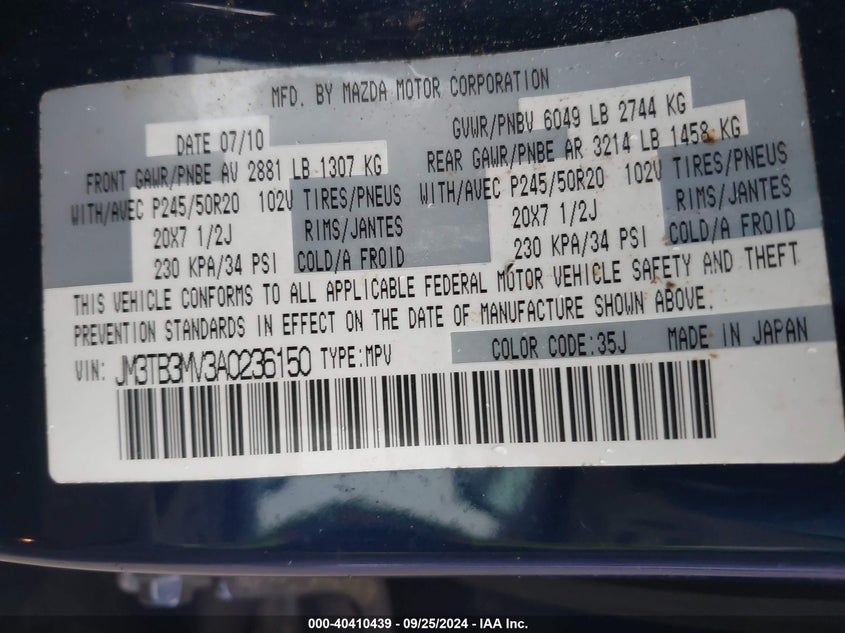 MFD. BY MAZDA MOTOR CORPORATION
DATE 07/10 GVWR/PNBV 6049 LB 2744 KG
FRONT GAWR/PNBE AV 2881 LB 1307 KG REAR GAWR/PNBE AR 3214 LB 1458 KG
WITH/AVEC P245/50R20 102V TIRES/PNEUS WITH/AVEC P245/50R20 102V TIRES/PNEUS
20X7 1/2J RIMS/JANTES 20X7 1/2J RIMS/JANTES
230 KPA/34 PSI COLD/A FROID 230 KPA/34 PSI COLD/A FROID
THIS VEHICLE CONFORMS TO ALL APPLICABLE FEDERAL MOTOR VEHICLE SAFETY AND THEFT
PREVENTION STANDARDS IN EFFECT ON THE DATE OF MANUFACTURE SHOWN ABOVE.
VIN: JM3TB3MV3A0236150 TYPE:MPV COLOR CODE:35J MADE IN JAPAN
000-40410439 - 09/25/2024 - IAA Inc.